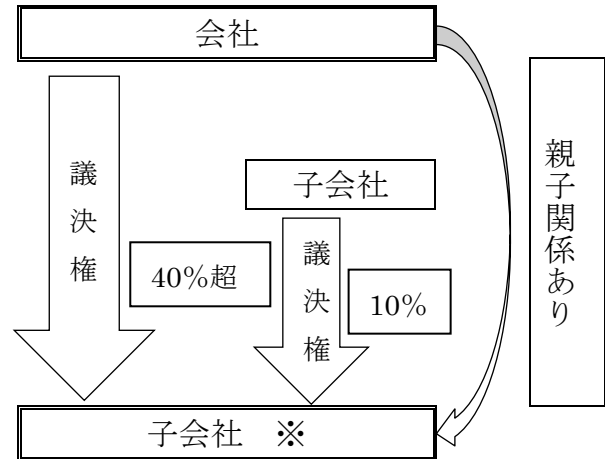 会社
議決権
子会社
40%超
議決権
10%
親子関係あり
子会社　※